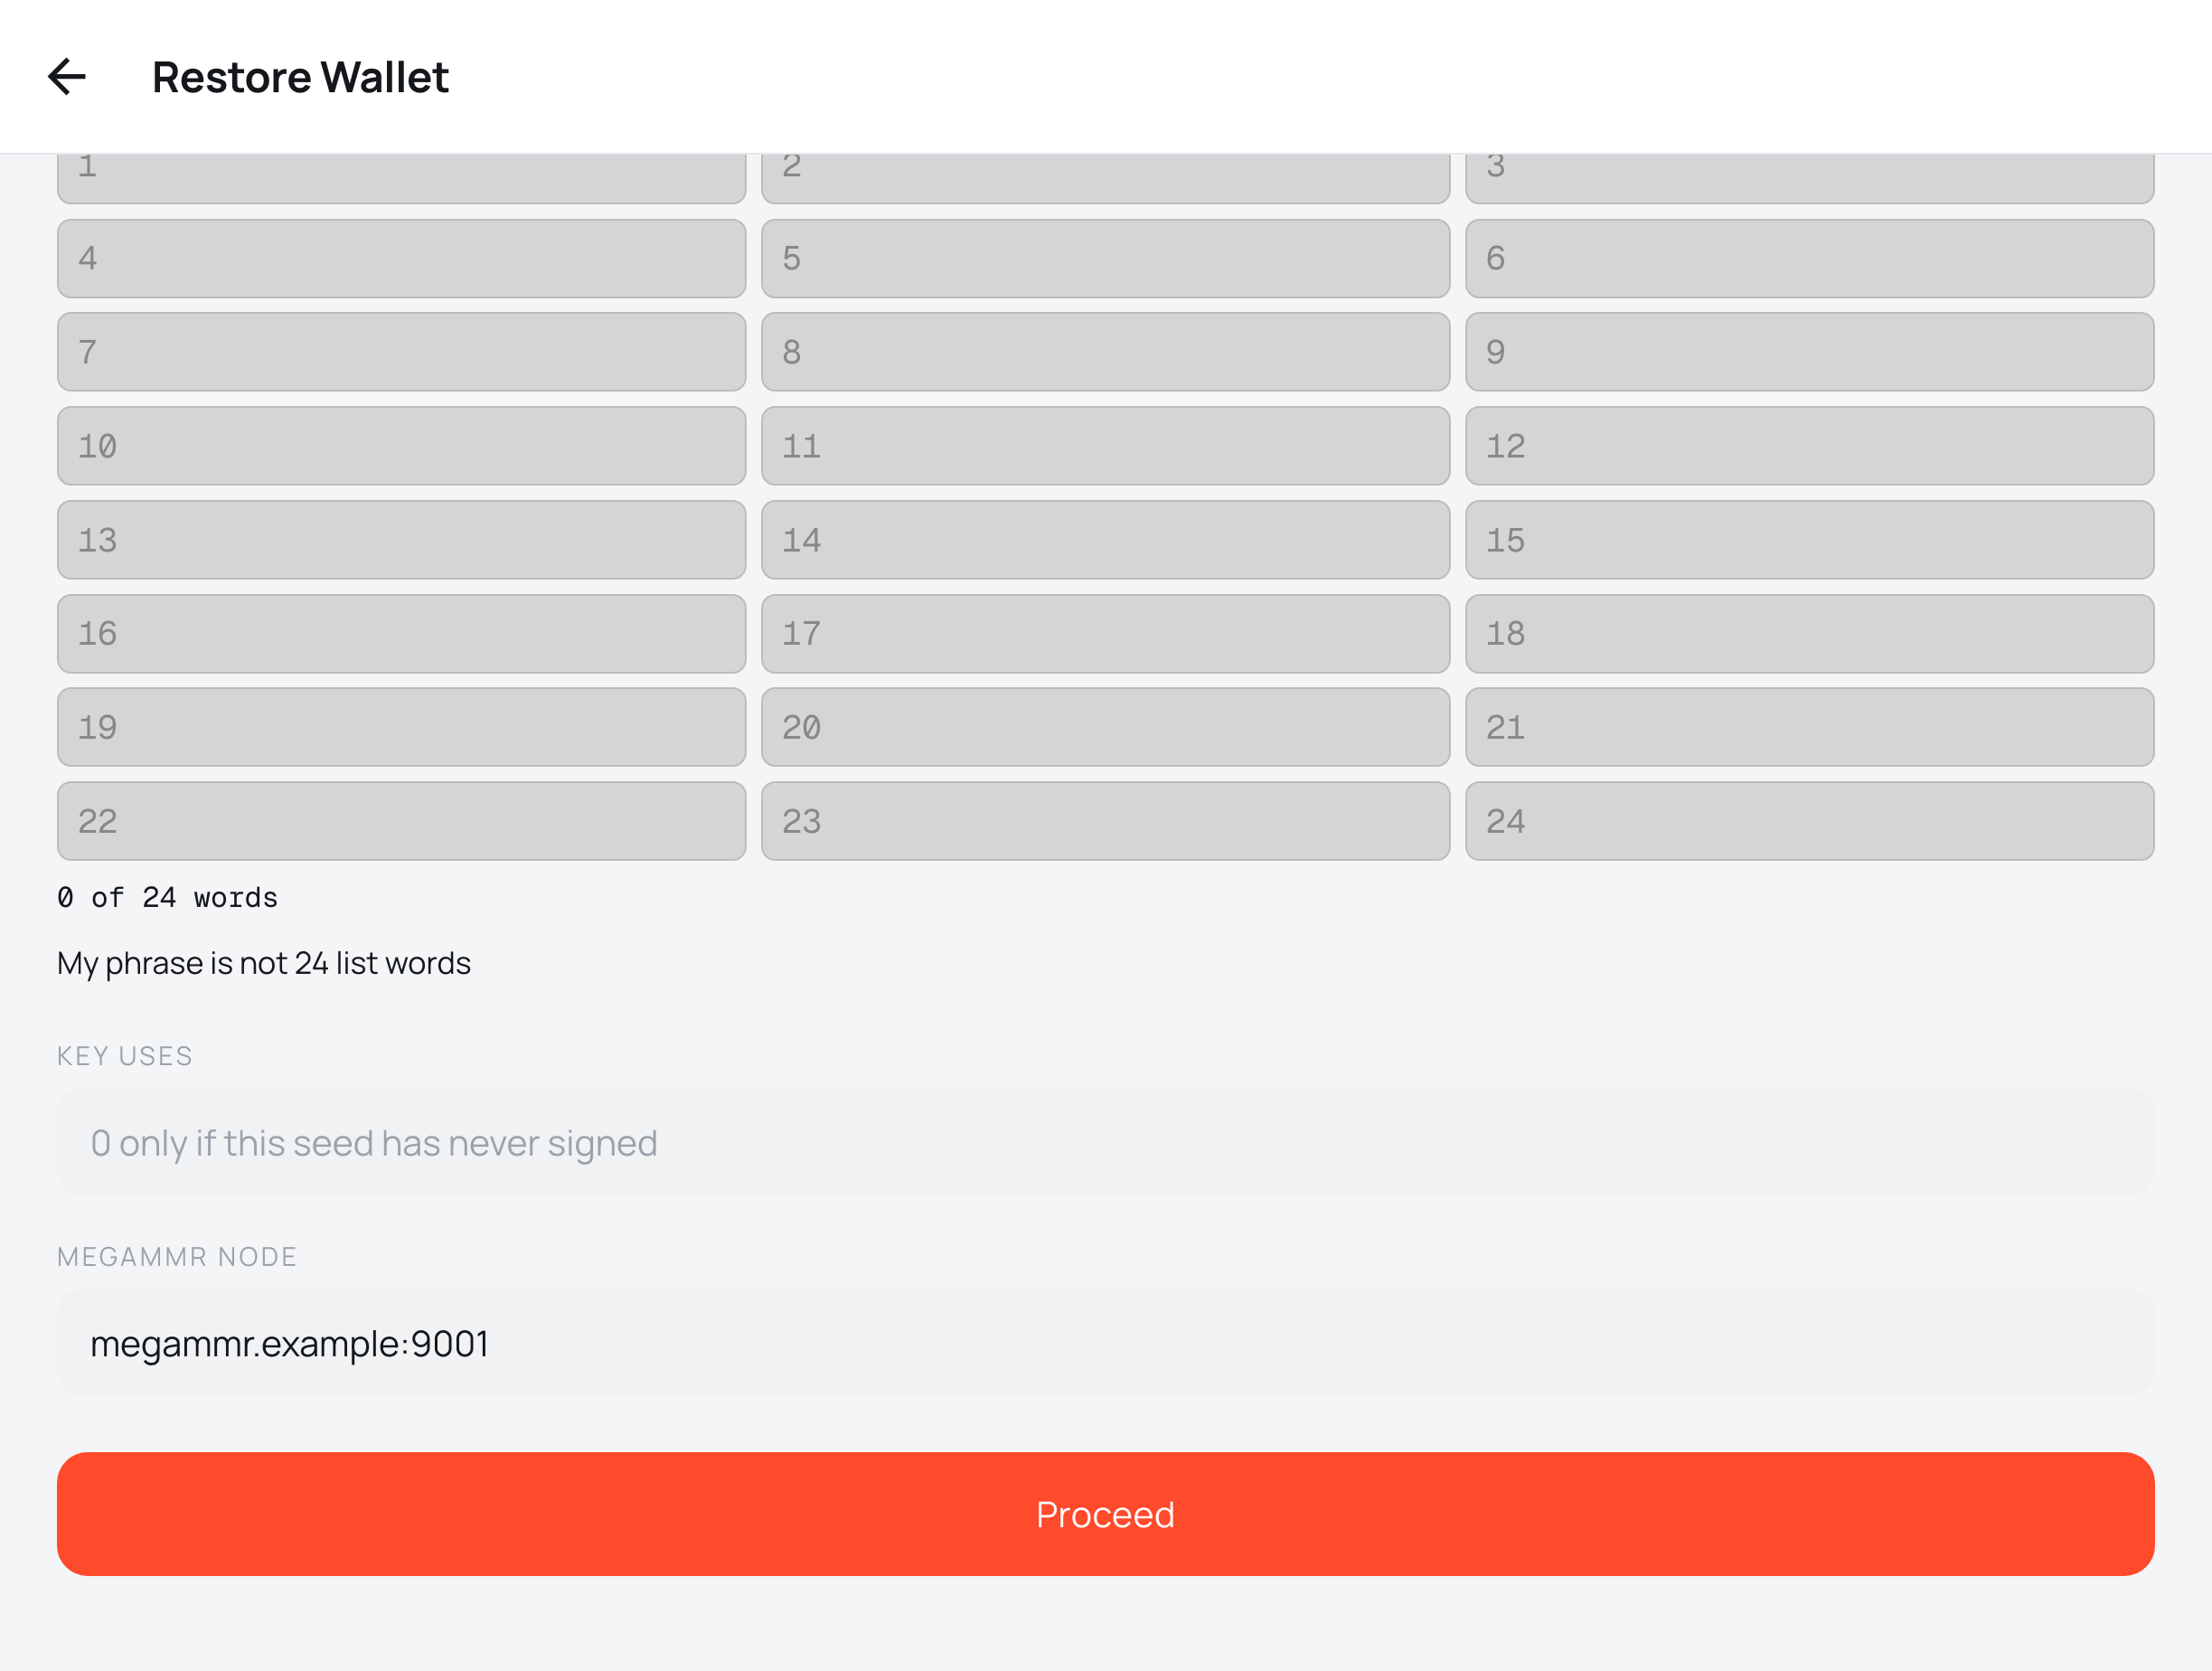 Restore Wallet
1 2 3
4 5 6
7 8 9
10 11 12
13 14 15
16 17 18
19 20 21
22 23 24
0 of 24 words
My phrase is not 24 list words
KEY USES
0 only if this seed has never signed
MEGAMMR NODE
megammr.example:9001
Proceed